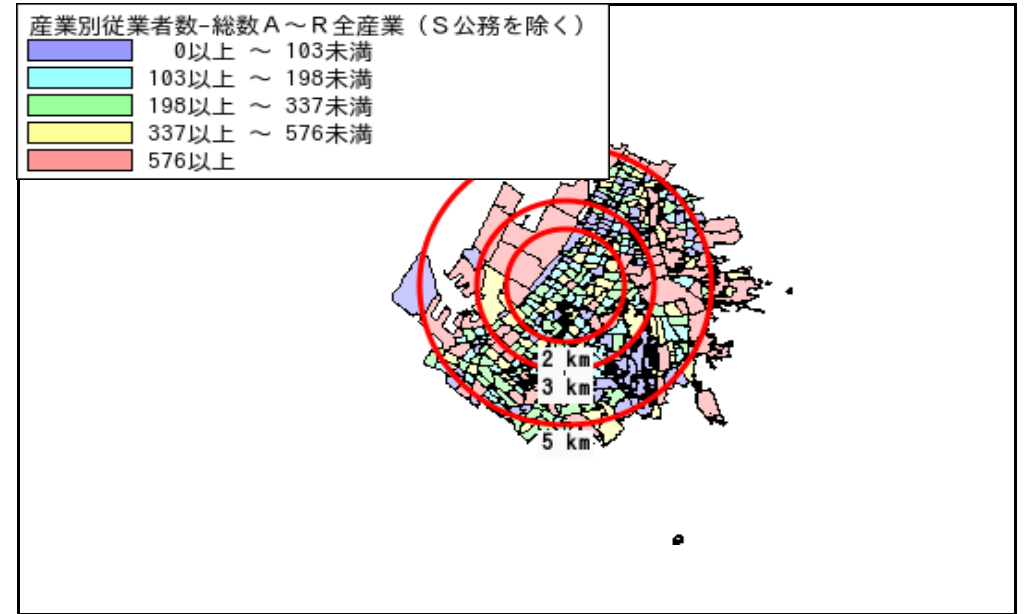 産業別従業者数-総数A～R全産業（S公務を除く）
0以上 ～ 103未満
103以上 ～ 198未満
198以上 ～ 337未満
337以上 ～ 576未満
576以上
2 km
3 km
5 km